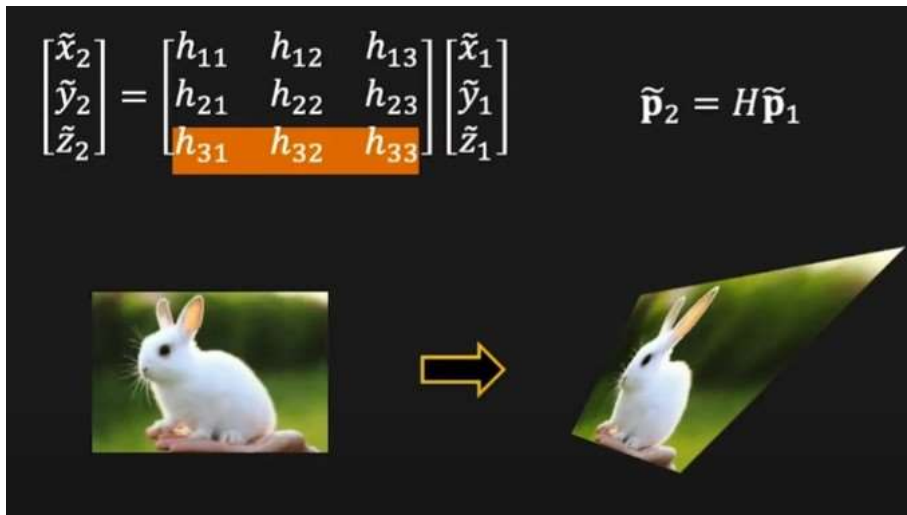 [x̃₂ ỹ₂ z̃₂] = [h₁₁ h₁₂ h₁₃; h₂₁ h₂₂ h₂₃; h₃₁ h₃₂ h₃₃] [x̃₁ ỹ₁ z̃₁]
p̃₂ = Hp̃₁